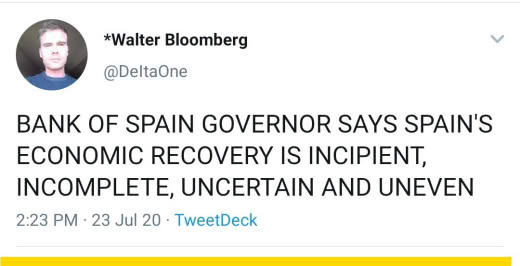 *Walter Bloomberg
@DeItaOne
BANK OF SPAIN GOVERNOR SAYS SPAIN'S
ECONOMIC RECOVERY IS INCIPIENT,
INCOMPLETE, UNCERTAIN AND UNEVEN
2:23 PM · 23 Jul 20 · TweetDeck